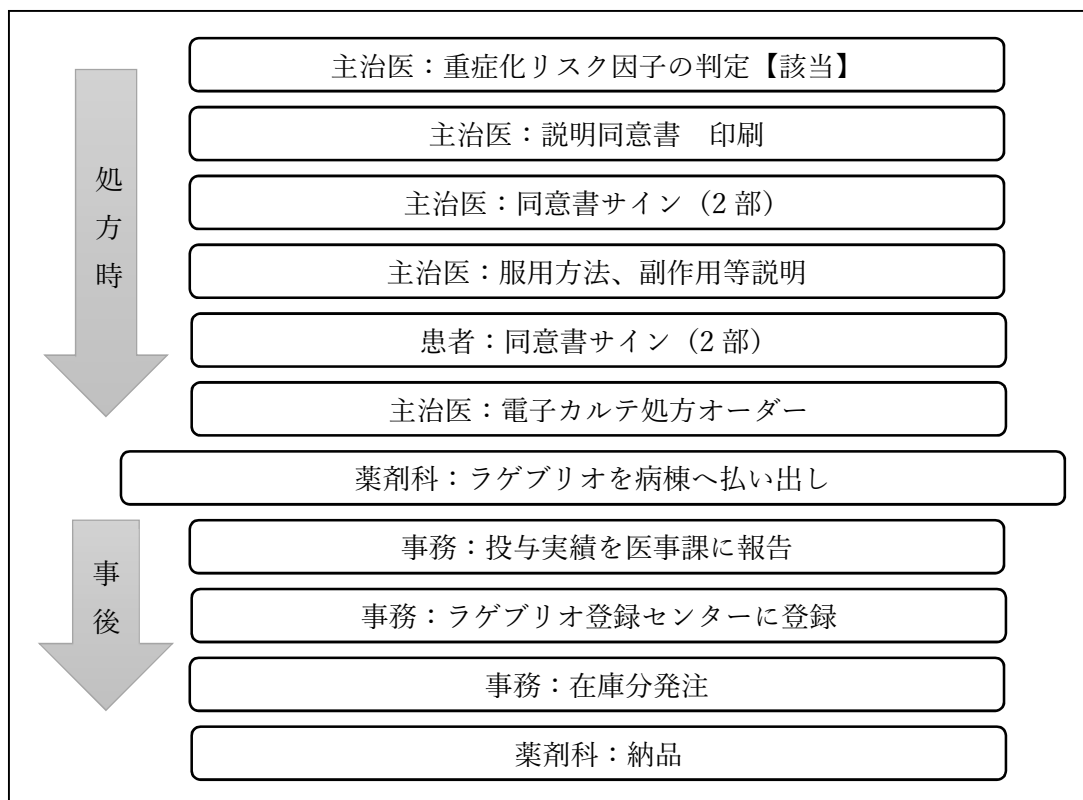 処方時
主治医：重症化リスク因子の判定【該当】
主治医：説明同意書　印刷
主治医：同意書サイン（2 部）
主治医：服用方法、副作用等説明
患者：同意書サイン（2 部）
主治医：電子カルテ処方オーダー
薬剤科：ラゲブリオを病棟へ払い出し
事後
事務：投与実績を医事課に報告
事務：ラゲブリオ登録センターに登録
事務：在庫分発注
薬剤科：納品